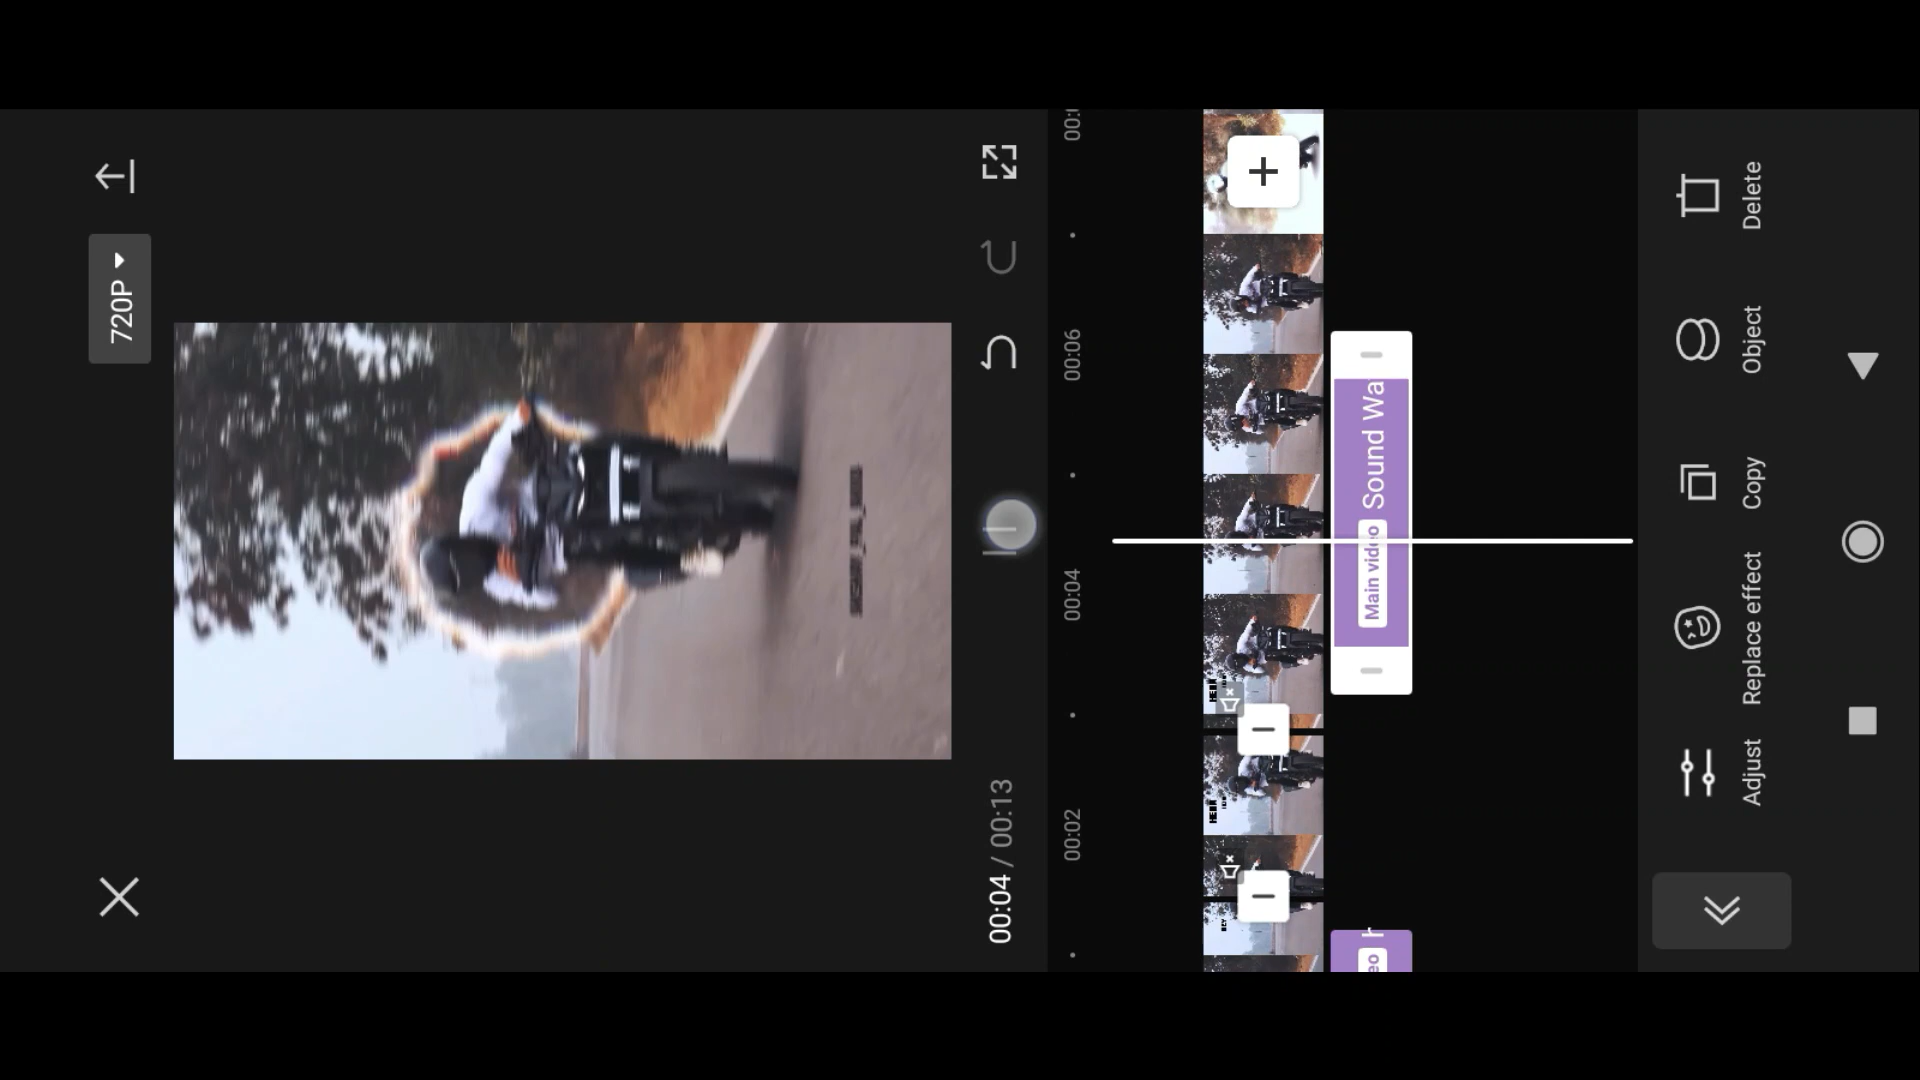 720P
00:04 / 00:13
00:02
00:04
00:06
Main video Sound Wa
eo
Adjust
Replace effect
Copy
Object
Delete